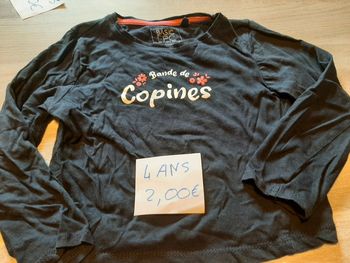 Bande de
Copines
4 ANS
2,00€